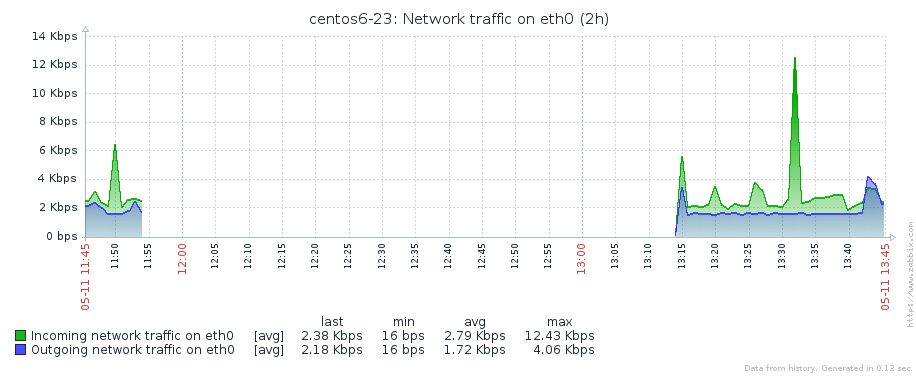 centos6-23: Network traffic on eth0 (2h)
14 Kbps
12 Kbps
10 Kbps
8 Kbps
6 Kbps
4 Kbps
2 Kbps
0 bps
05-11 11:45
11:50
11:55
12:00
12:05
12:10
12:15
12:20
12:25
12:30
12:35
12:40
12:45
12:50
12:55
13:00
13:05
13:10
13:15
13:20
13:25
13:30
13:35
13:40
05-11 13:45
http://www.zabbix.com
last min avg max
Incoming network traffic on eth0 [avg] 2.38 Kbps 16 bps 2.79 Kbps 12.43 Kbps
Outgoing network traffic on eth0 [avg] 2.18 Kbps 16 bps 1.72 Kbps 4.06 Kbps
Data from history. Generated in 0.13 sec.